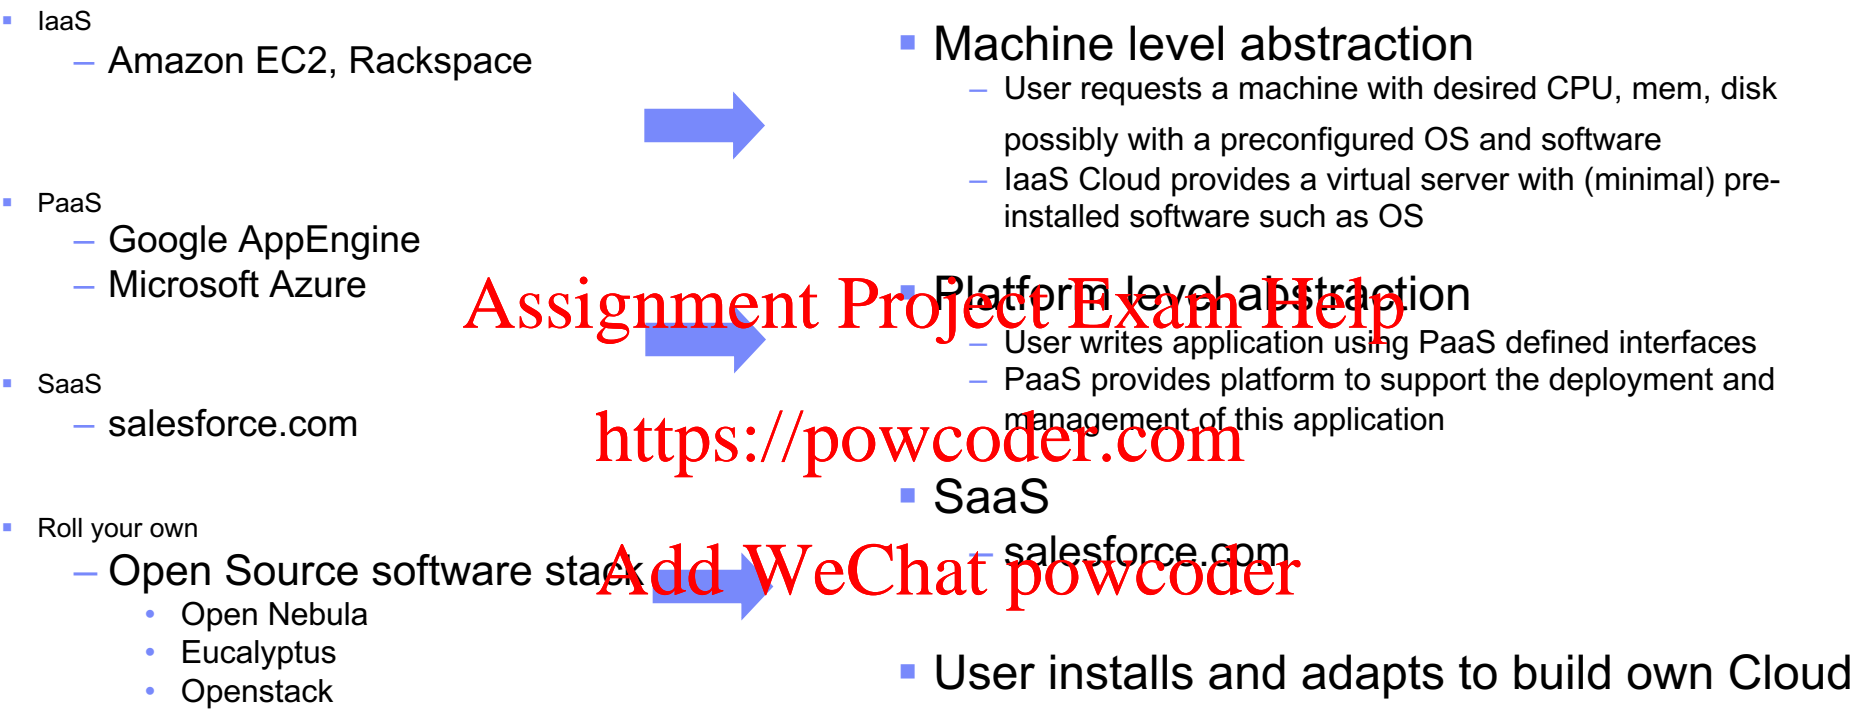 IaaS
– Amazon EC2, Rackspace
PaaS
– Google AppEngine
– Microsoft Azure
SaaS
– salesforce.com
Roll your own
– Open Source software stack
• Open Nebula
• Eucalyptus
• Openstack
Machine level abstraction
– User requests a machine with desired CPU, mem, disk
possibly with a preconfigured OS and software
– IaaS Cloud provides a virtual server with (minimal) pre-
installed software such as OS
Platform level abstraction
– User writes application using PaaS defined interfaces
– PaaS provides platform to support the deployment and
management of this application
SaaS
– salesforce.com
User installs and adapts to build own Cloud
Assignment Project Exam Help
https://powcoder.com
Add WeChat powcoder